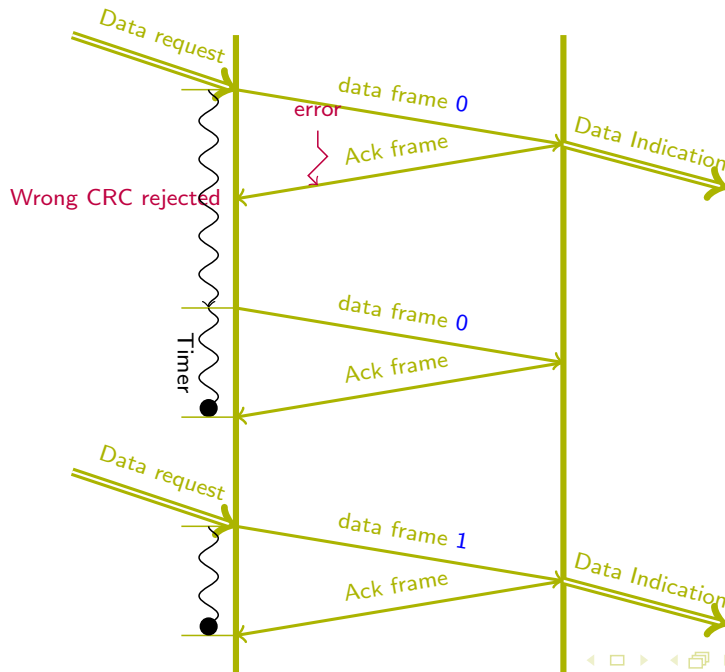 Data request
data frame 0
error
Ack frame
Data Indication
Wrong CRC rejected
data frame 0
Timer
Ack frame
Data request
data frame 1
Ack frame
Data Indication